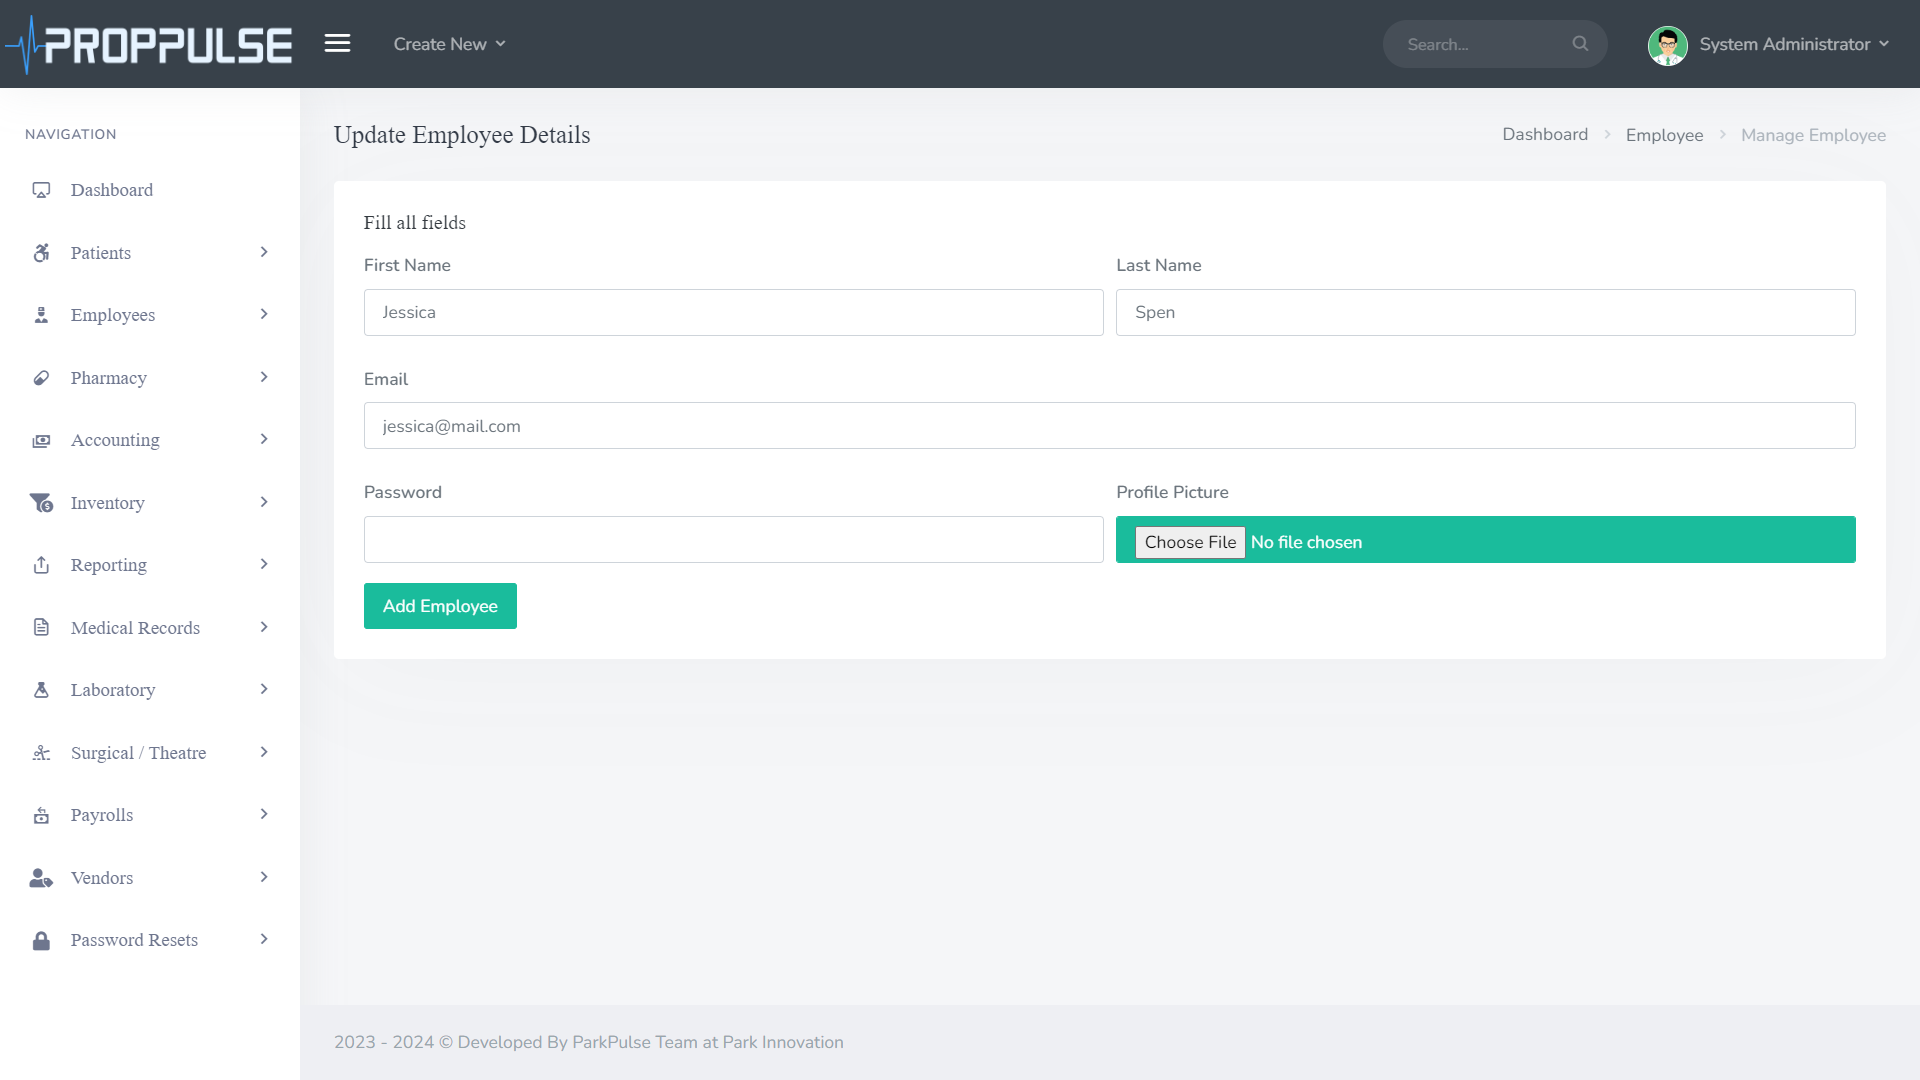 PROPPULSE
Create New
Search...
System Administrator
NAVIGATION
Dashboard
Patients
Employees
Pharmacy
Accounting
Inventory
Reporting
Medical Records
Laboratory
Surgical / Theatre
Payrolls
Vendors
Password Resets
Update Employee Details
Dashboard Employee Manage Employee
Fill all fields
First Name
Last Name
Jessica
Spen
Email
jessica@mail.com
Password
Profile Picture
Choose File No file chosen
Add Employee
2023 - 2024 © Developed By ParkPulse Team at Park Innovation